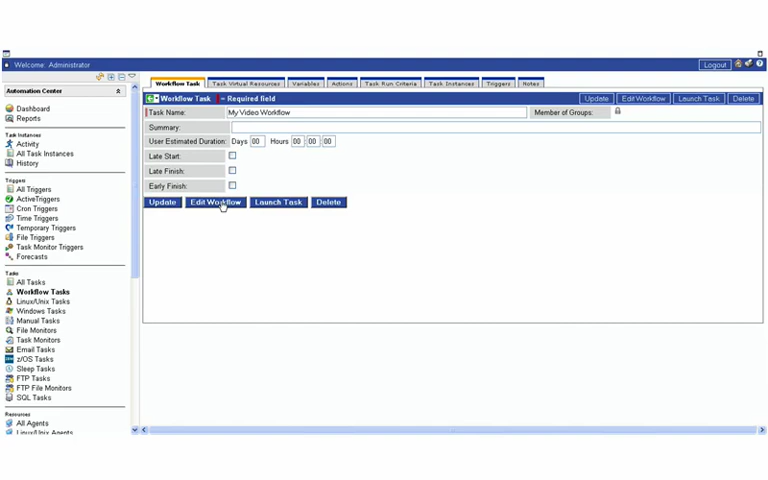 Welcome: Administrator
Logout
Automation Center
Dashboard
Reports
Task Instances
Activity
All Task Instances
History
Triggers
All Triggers
ActiveTriggers
Cron Triggers
Time Triggers
Temporary Triggers
File Triggers
Task Monitor Triggers
Forecasts
Tasks
All Tasks
Workflow Tasks
Linux/Unix Tasks
Windows Tasks
Manual Tasks
File Monitors
Task Monitors
Email Tasks
z/OS Tasks
Sleep Tasks
FTP Tasks
FTP File Monitors
SQL Tasks
Resources
All Agents
Linux/Unix Agents
Workflow Task Task Virtual Resources Variables Actions Task Run Criteria Task Instances Triggers Notes
Workflow Task = Required field Update Edit Workflow Launch Task Delete
Task Name: My Video Workflow Member of Groups:
Summary:
User Estimated Duration: Days 00 Hours 00 : 00 : 00
Late Start:
Late Finish:
Early Finish:
Update Edit Workflow Launch Task Delete